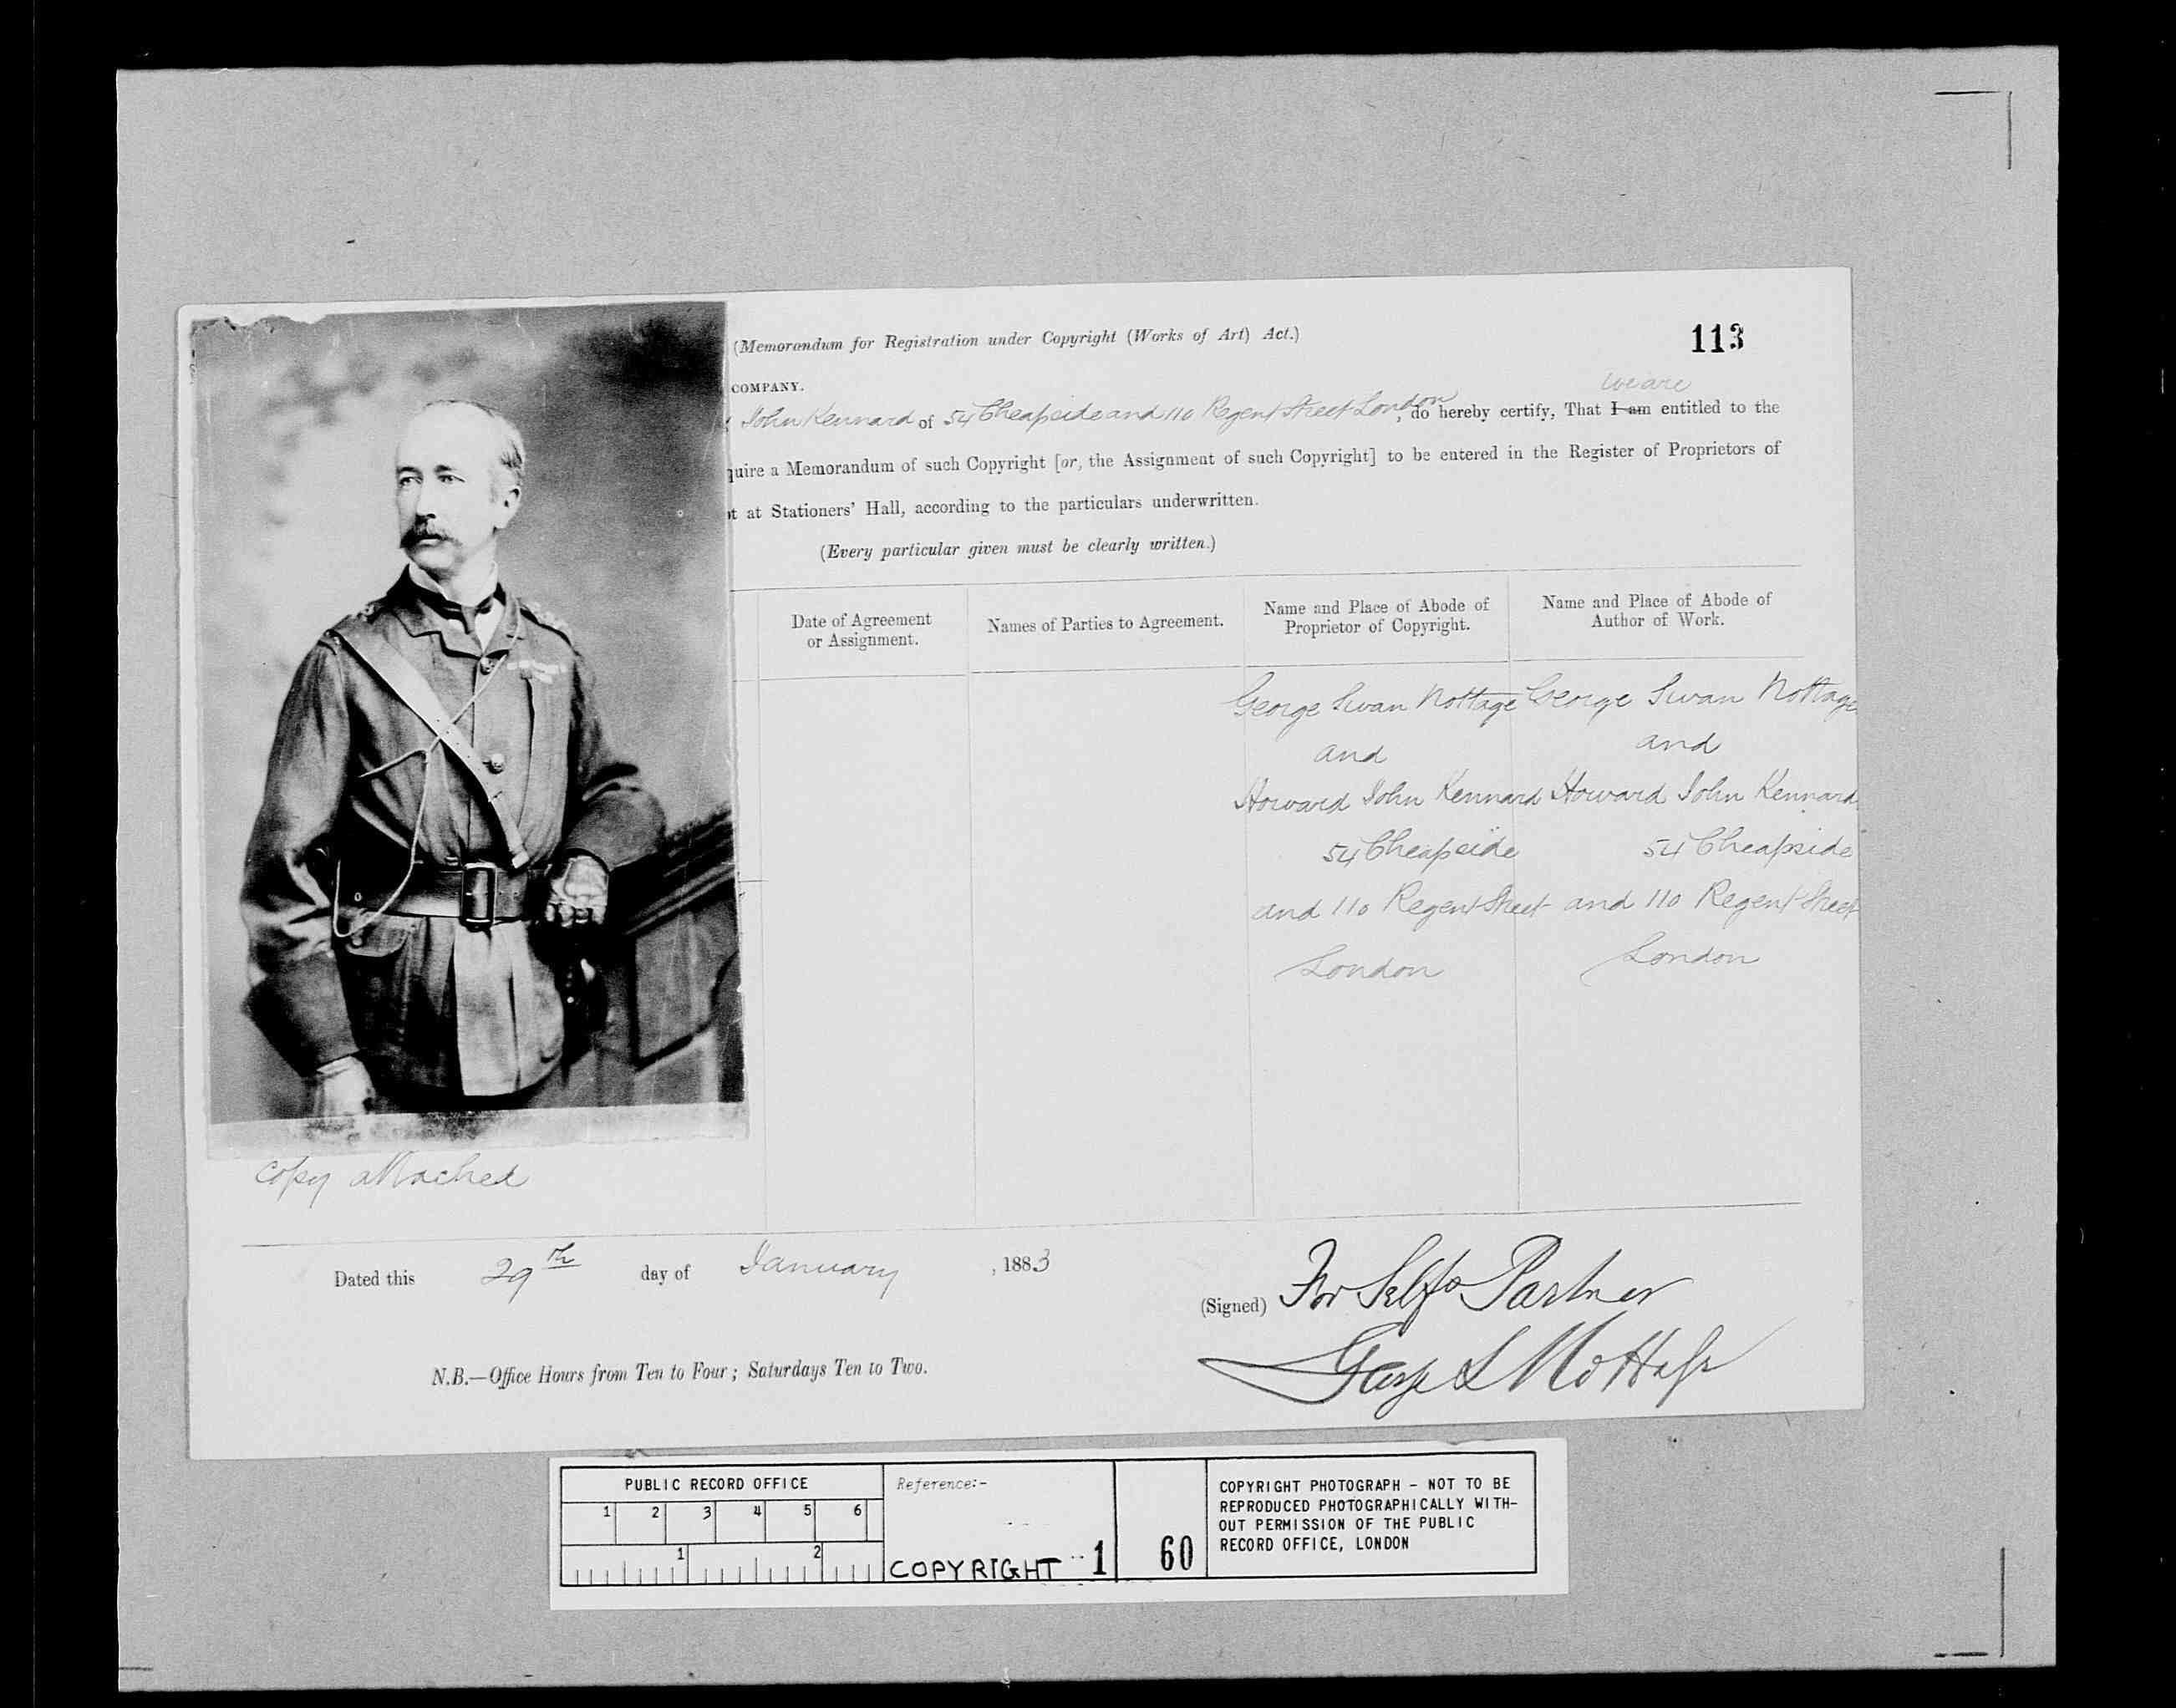 (Memorandum for Registration under Copyright (Works of Art) Act.)
113
COMPANY.
we are
John Kennard of 54 Cheapside and 110 Regent Street London, do hereby certify, That I am entitled to the
quire a Memorandum of such Copyright [or, the Assignment of such Copyright] to be entered in the Register of Proprietors of
at Stationers' Hall, according to the particulars underwritten.
(Every particular given must be clearly written.)
Date of Agreement
or Assignment.
Names of Parties to Agreement.
Name and Place of Abode of
Proprietor of Copyright.
Name and Place of Abode of
Author of Work.
George Swan Nottage
and
Howard John Kennard
54 Cheapside
and 110 Regent Street
London
George Swan Nottage
and
Howard John Kennard
54 Cheapside
and 110 Regent Street
London
Copy attached
Dated this 29th day of January, 1883
(Signed) For Self & Partner
George S Nottage
N.B.—Office Hours from Ten to Four; Saturdays Ten to Two.
PUBLIC RECORD OFFICE
1 2 3 4 5 6
1 2
Reference:-
COPYRIGHT 1
60
COPYRIGHT PHOTOGRAPH - NOT TO BE
REPRODUCED PHOTOGRAPHICALLY WITH-
OUT PERMISSION OF THE PUBLIC
RECORD OFFICE, LONDON